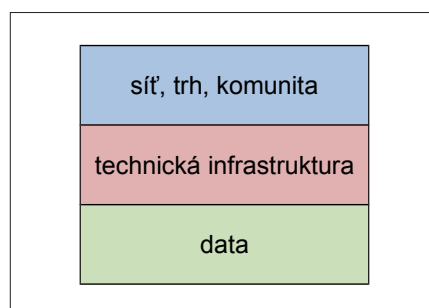 síť, trh, komunita
technická infrastruktura
data